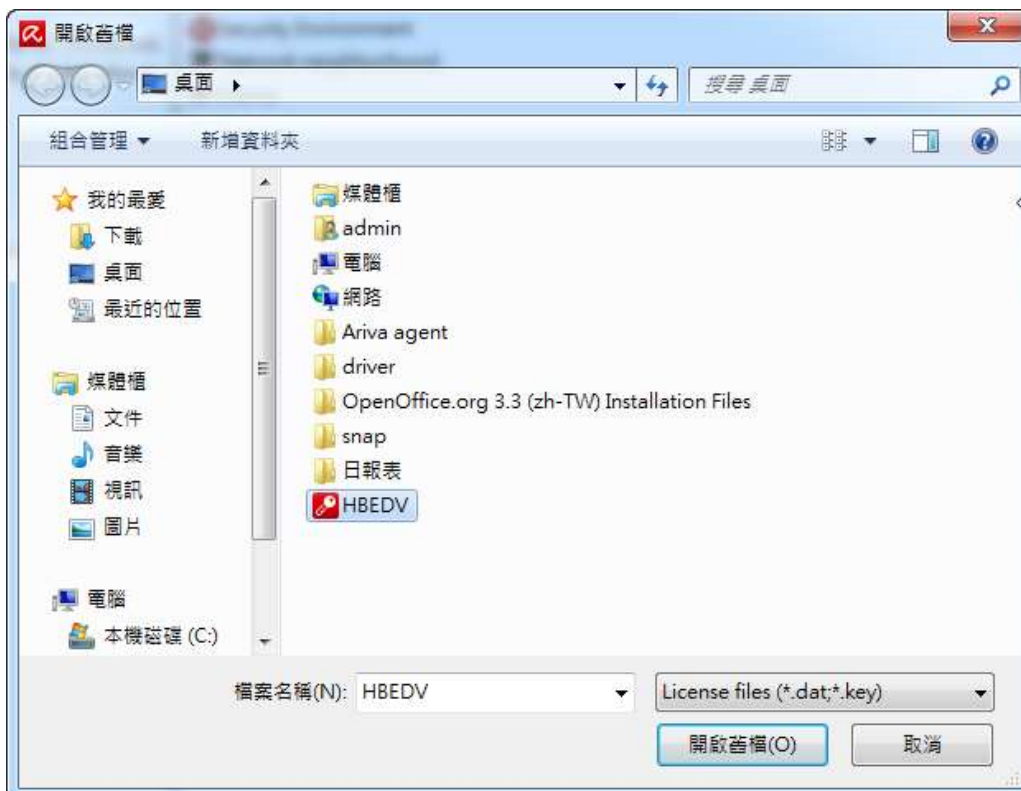 開啟舊檔
桌面
搜尋 桌面
組合管理 新增資料夾
我的最愛
下載
桌面
最近的位置
媒體櫃
文件
音樂
視訊
圖片
電腦
本機磁碟 (C:)
媒體櫃
admin
電腦
網路
Ariva agent
driver
OpenOffice.org 3.3 (zh-TW) Installation Files
snap
日報表
HBEDV
檔案名稱(N): HBEDV License files (*.dat;*.key)
開啟舊檔(O) 取消